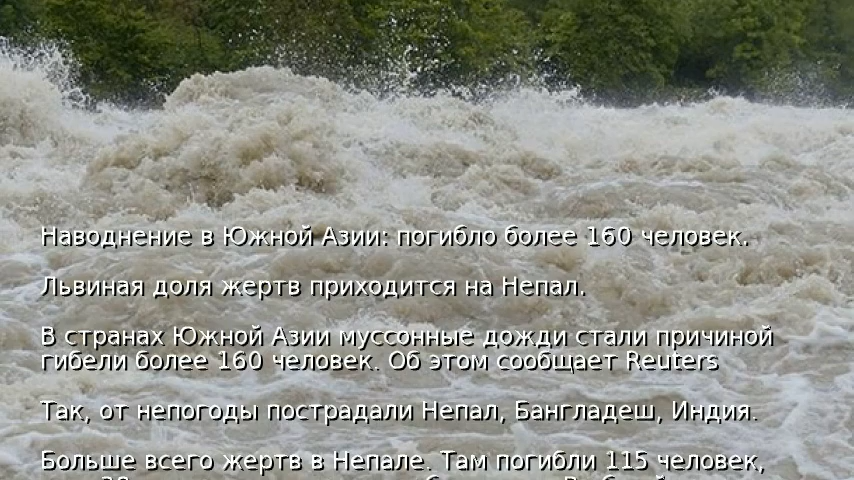 Наводнение в Южной Азии: погибло более 160 человек.
Львиная доля жертв приходится на Непал.
В странах Южной Азии муссонные дожди стали причиной
гибели более 160 человек. Об этом сообщает Reuters
Так, от непогоды пострадали Непал, Бангладеш, Индия.
Больше всего жертв в Непале. Там погибли 115 человек,